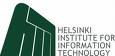 HELSINKI
INSTITUTE FOR
INFORMATION
TECHNOLOGY